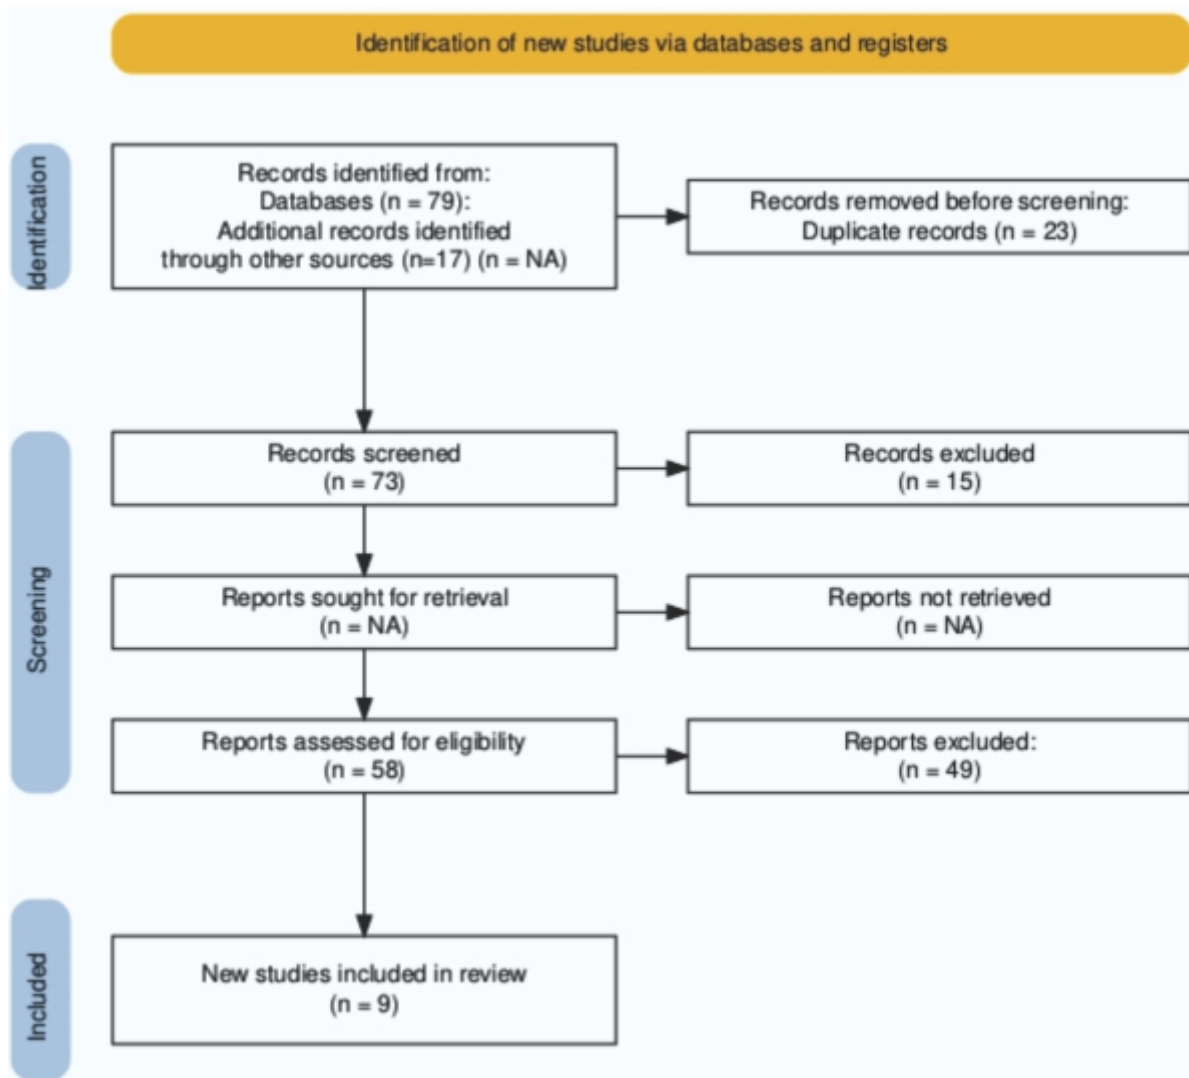 Identification of new studies via databases and registers
Identification
Records identified from:
Databases (n = 79):
Additional records identified
through other sources (n=17) (n = NA)
Records removed before screening:
Duplicate records (n = 23)
Screening
Records screened
(n = 73)
Records excluded
(n = 15)
Reports sought for retrieval
(n = NA)
Reports not retrieved
(n = NA)
Reports assessed for eligibility
(n = 58)
Reports excluded:
(n = 49)
Included
New studies included in review
(n = 9)